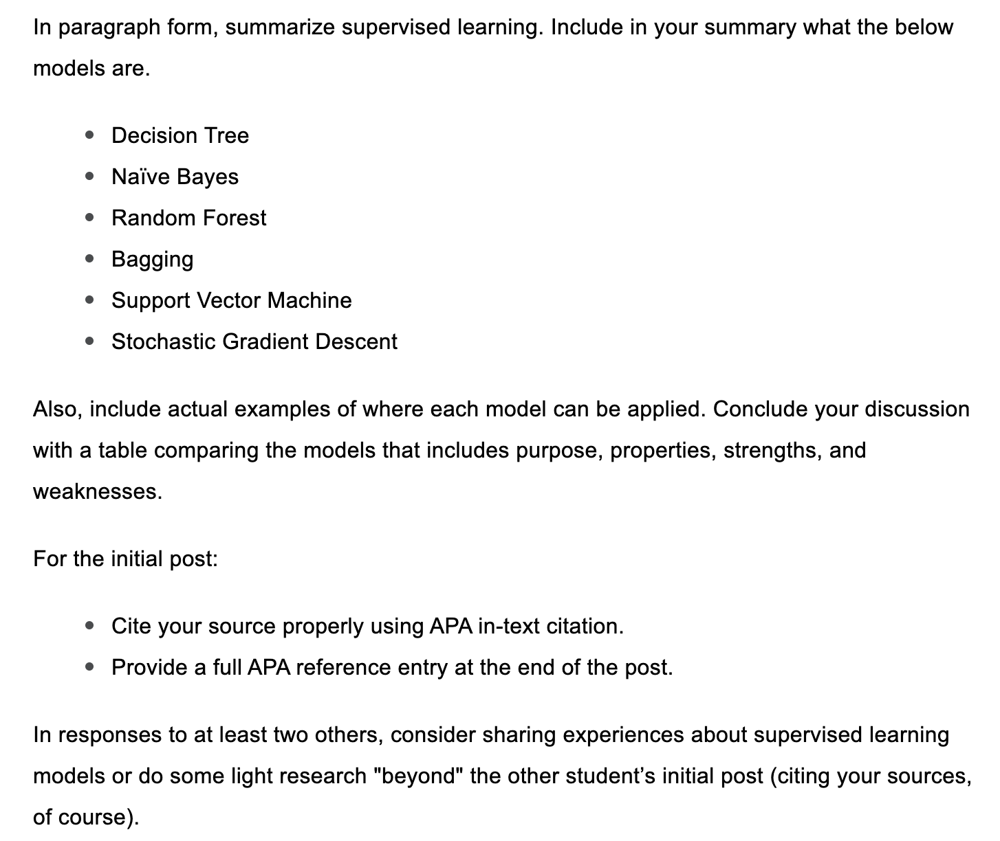 In paragraph form, summarize supervised learning. Include in your summary what the below
models are.
• Decision Tree
• Naïve Bayes
• Random Forest
• Bagging
• Support Vector Machine
• Stochastic Gradient Descent
Also, include actual examples of where each model can be applied. Conclude your discussion
with a table comparing the models that includes purpose, properties, strengths, and
weaknesses.
For the initial post:
• Cite your source properly using APA in-text citation.
• Provide a full APA reference entry at the end of the post.
In responses to at least two others, consider sharing experiences about supervised learning
models or do some light research "beyond" the other student’s initial post (citing your sources,
of course).